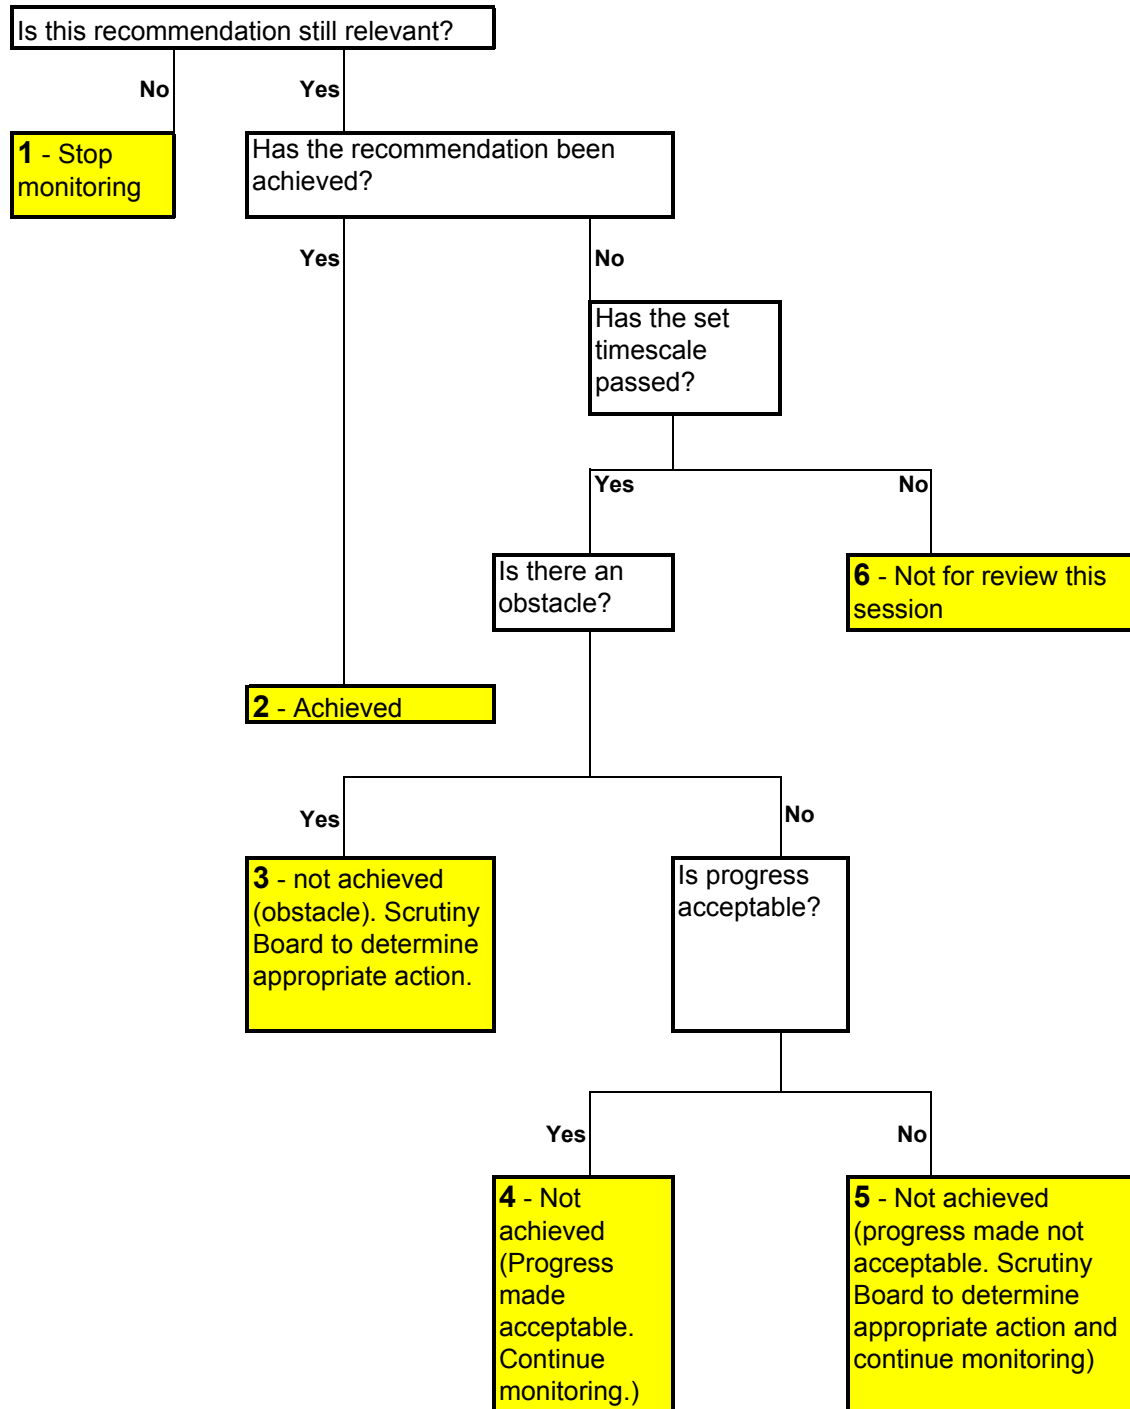 Is this recommendation still relevant?
No
Yes
1 - Stop
monitoring
Has the recommendation been
achieved?
Yes
No
Has the set
timescale
passed?
Yes
No
Is there an
obstacle?
6 - Not for review this
session
2 - Achieved
Yes
No
3 - not achieved
(obstacle). Scrutiny
Board to determine
appropriate action.
Is progress
acceptable?
Yes
No
4 - Not
achieved
(Progress
made
acceptable.
Continue
monitoring.)
5 - Not achieved
(progress made not
acceptable. Scrutiny
Board to determine
appropriate action and
continue monitoring)